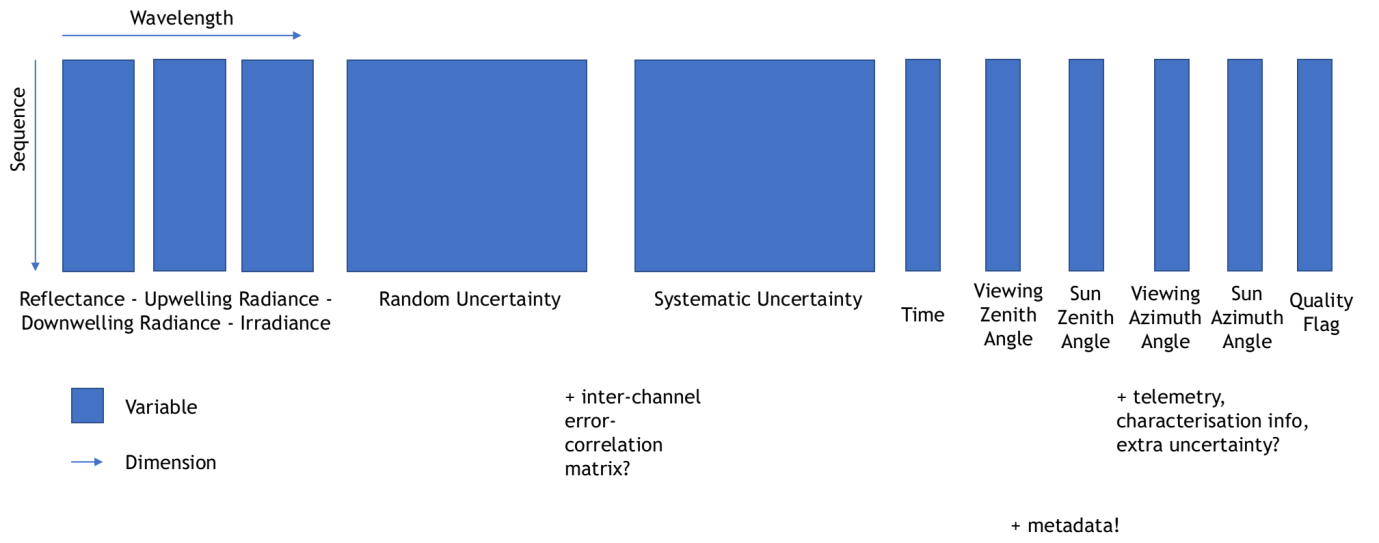 Wavelength
Sequence
Reflectance - Upwelling Radiance -
Downwelling Radiance - Irradiance
Random Uncertainty
Systematic Uncertainty
Time
Viewing
Zenith
Angle
Sun
Zenith
Angle
Viewing
Azimuth
Angle
Sun
Azimuth
Angle
Quality
Flag
Variable
Dimension
+ inter-channel
error-
correlation
matrix?
+ telemetry,
characterisation info,
extra uncertainty?
+ metadata!